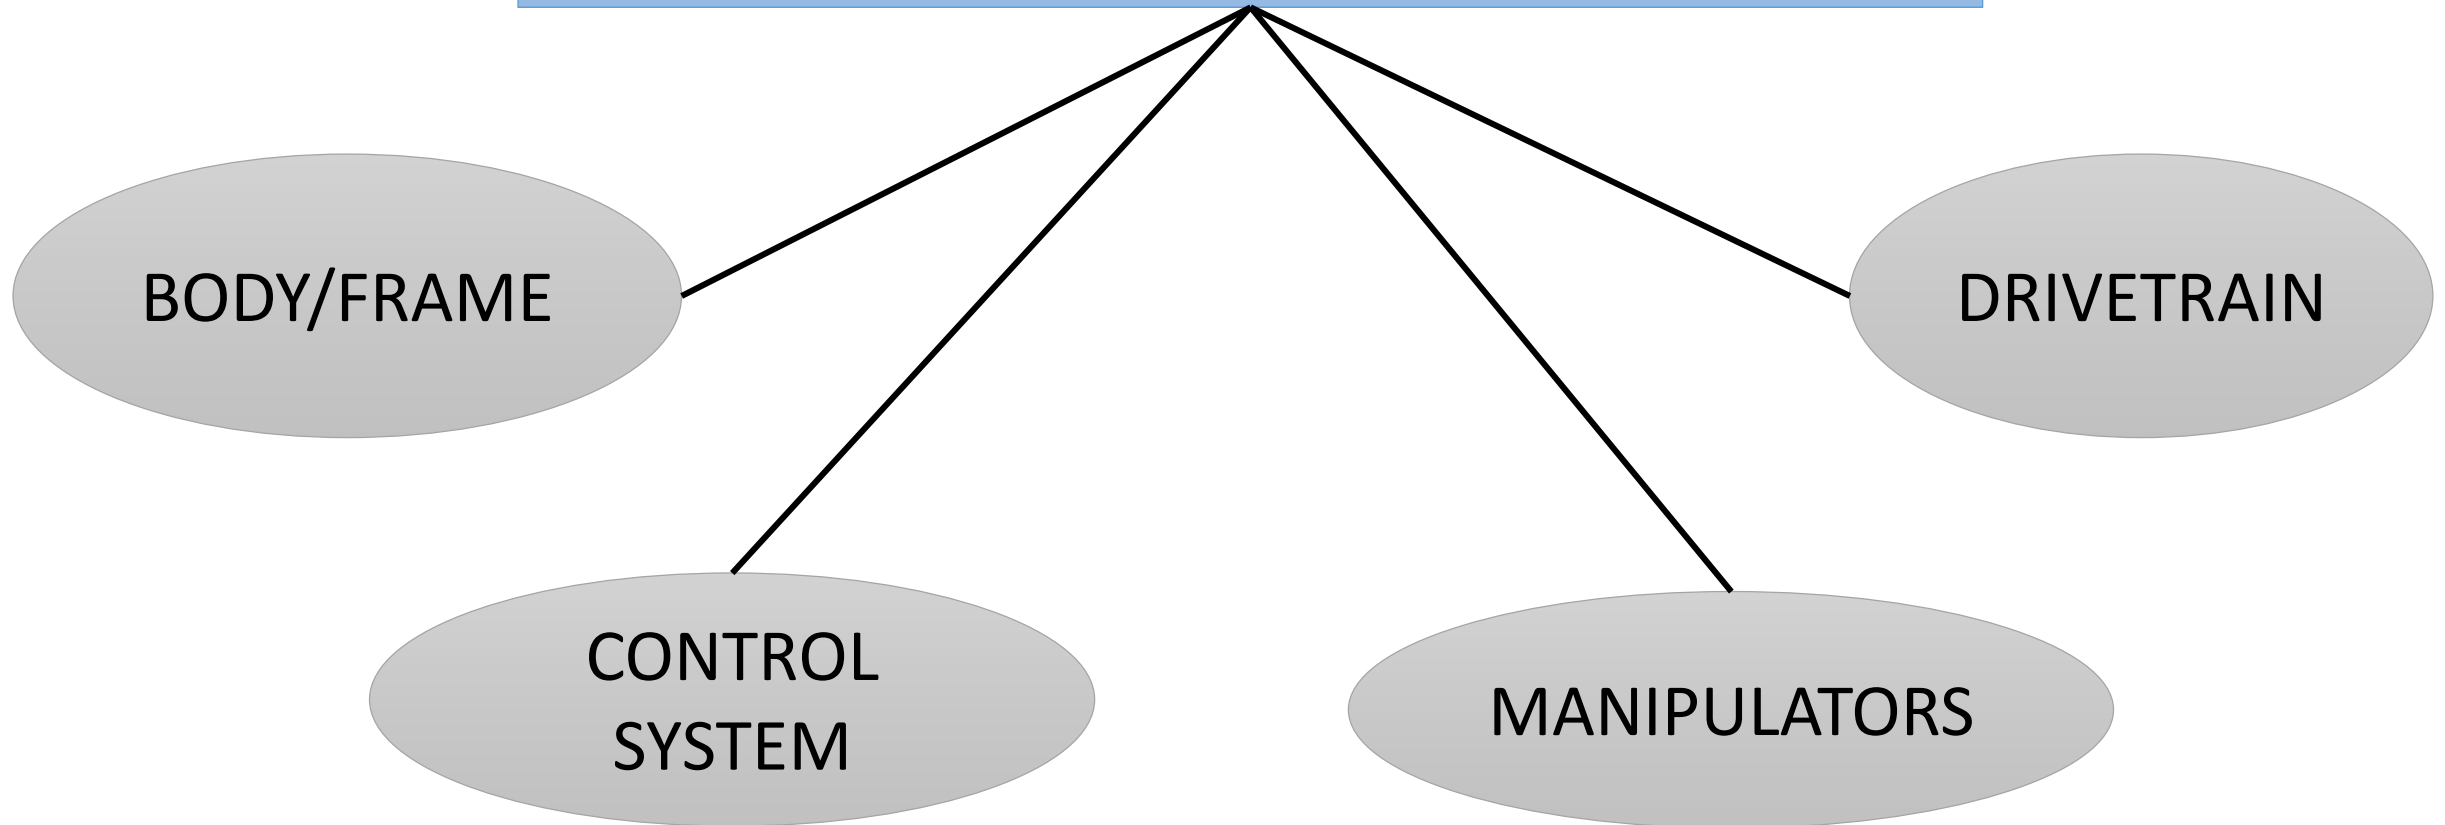 BODY/FRAME
DRIVETRAIN
CONTROL
SYSTEM
MANIPULATORS